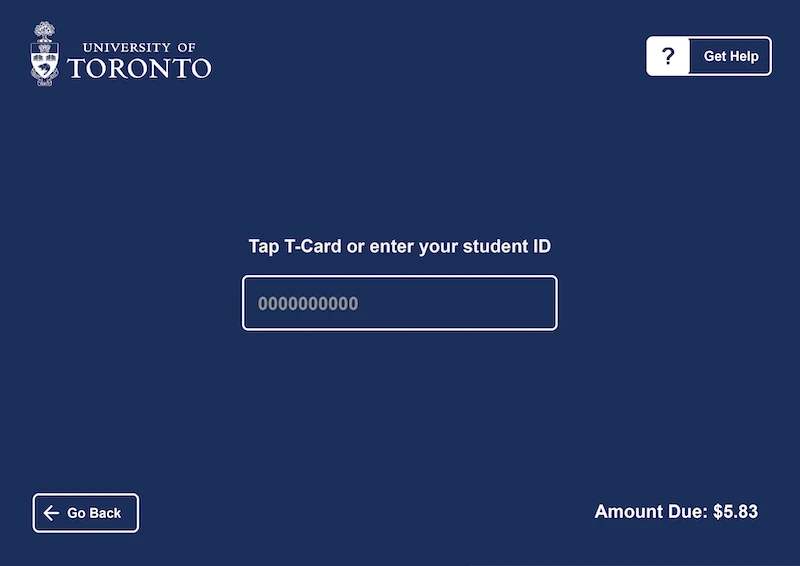 UNIVERSITY OF
TORONTO
? Get Help
Tap T-Card or enter your student ID
0000000000
Go Back
Amount Due: $5.83